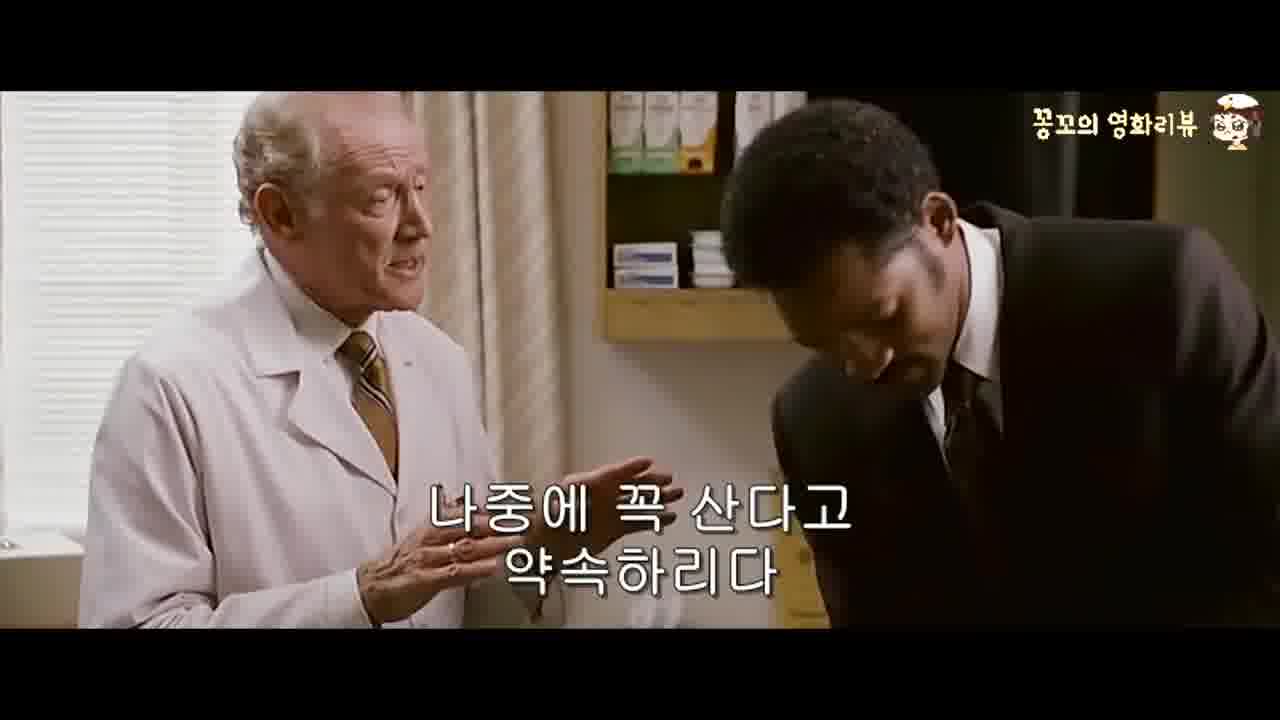 꽁꼬의 영화리뷰
나중에 꼭 산다고
약속하리다